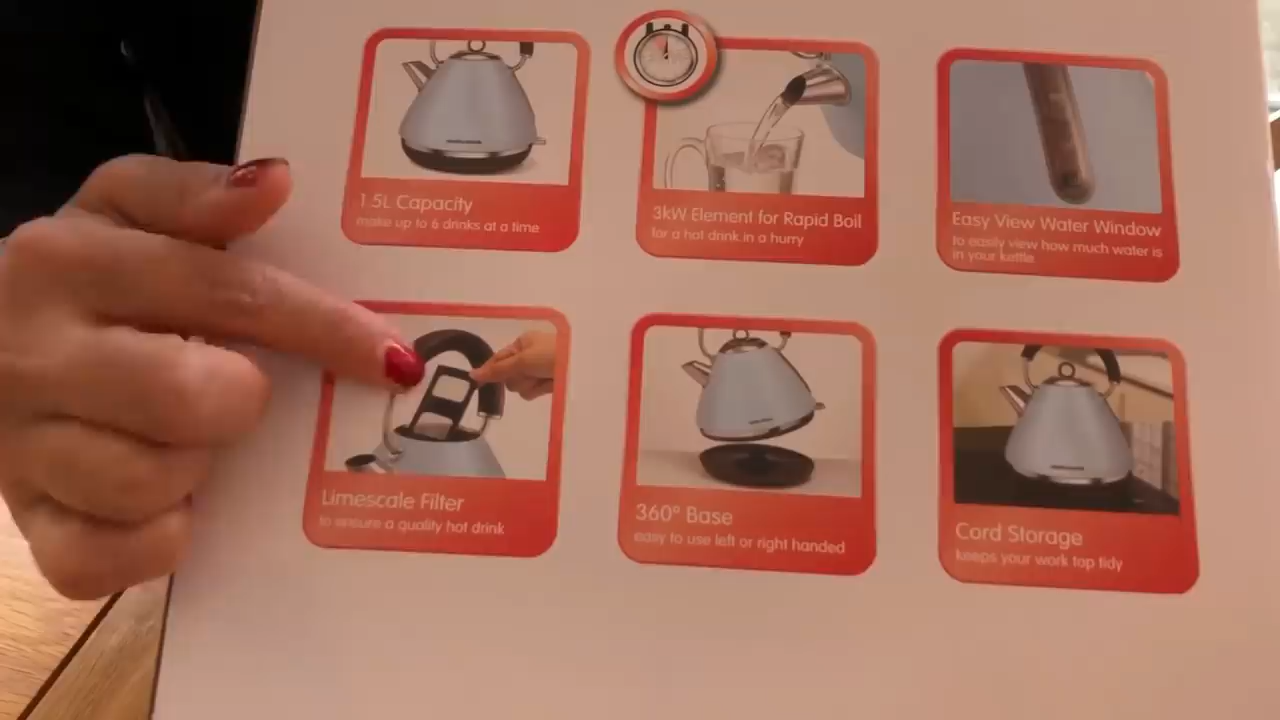 1.5L Capacity
make up to 6 drinks at a time
3kW Element for Rapid Boil
for a hot drink in a hurry
Easy View Water Window
to easily view how much water is
in your kettle
Limescale Filter
to ensure a quality hot drink
360° Base
easy to use left or right handed
Cord Storage
keeps your work top tidy